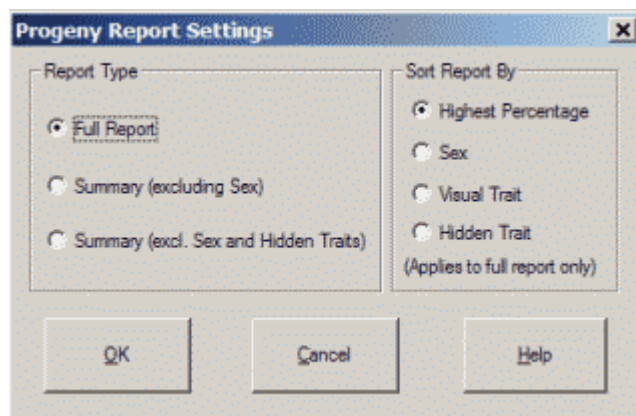 Progeny Report Settings
Report Type
Full Report
Summary (excluding Sex)
Summary (excl. Sex and Hidden Traits)
Sort Report By
Highest Percentage
Sex
Visual Trait
Hidden Trait
(Applies to full report only)
OK
Cancel
Help